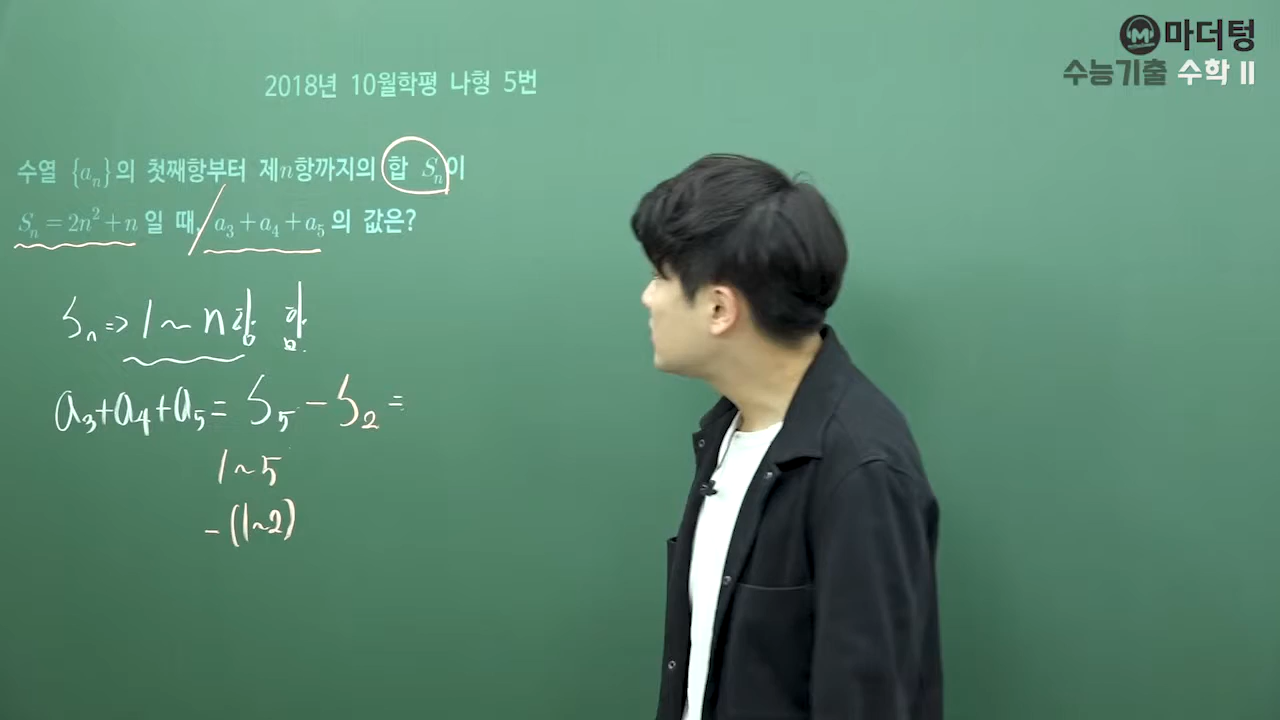 마더텅
수능기출 수학 II
2018년 10월학평 나형 5번
수열 {aₙ}의 첫째항부터 제n항까지의 합 Sₙ이
Sₙ = 2n² + n 일 때, a₃ + a₄ + a₅ 의 값은?
Sₙ ⇒ 1 ~ n항 합
a₃+a₄+a₅ = S₅ - S₂ =
1 ~ 5
- (1~2)